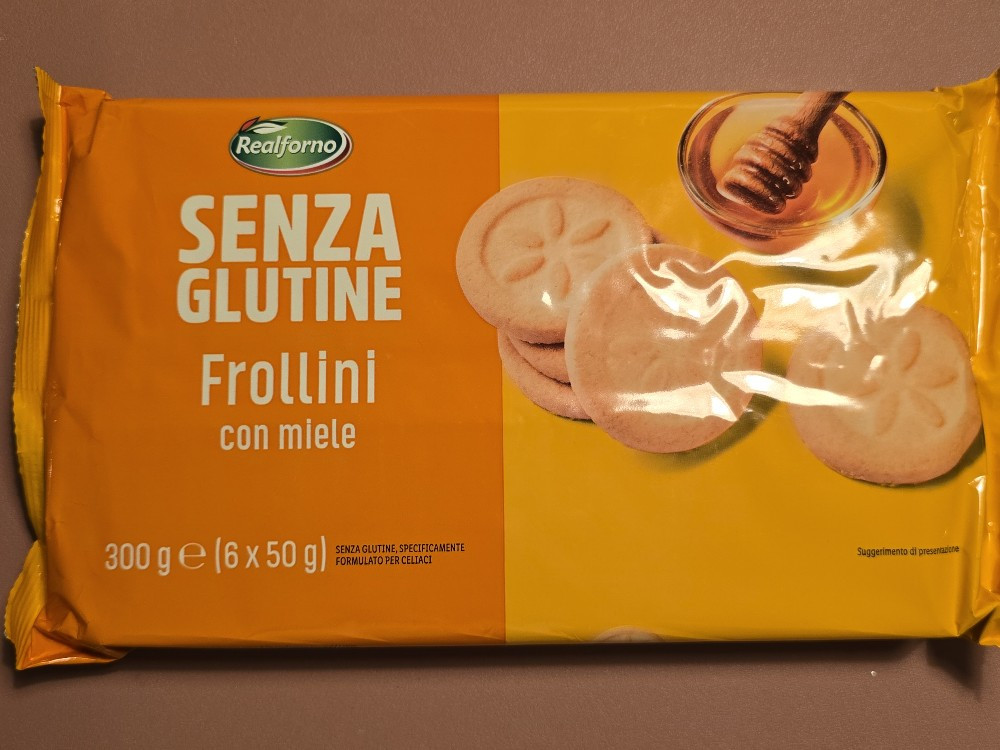 Realforno
SENZA
GLUTINE
Frollini
con miele
300 g ℮ (6 x 50 g)
SENZA GLUTINE, SPECIFICAMENTE
FORMULATO PER CELIACI
Suggerimento di presentazione